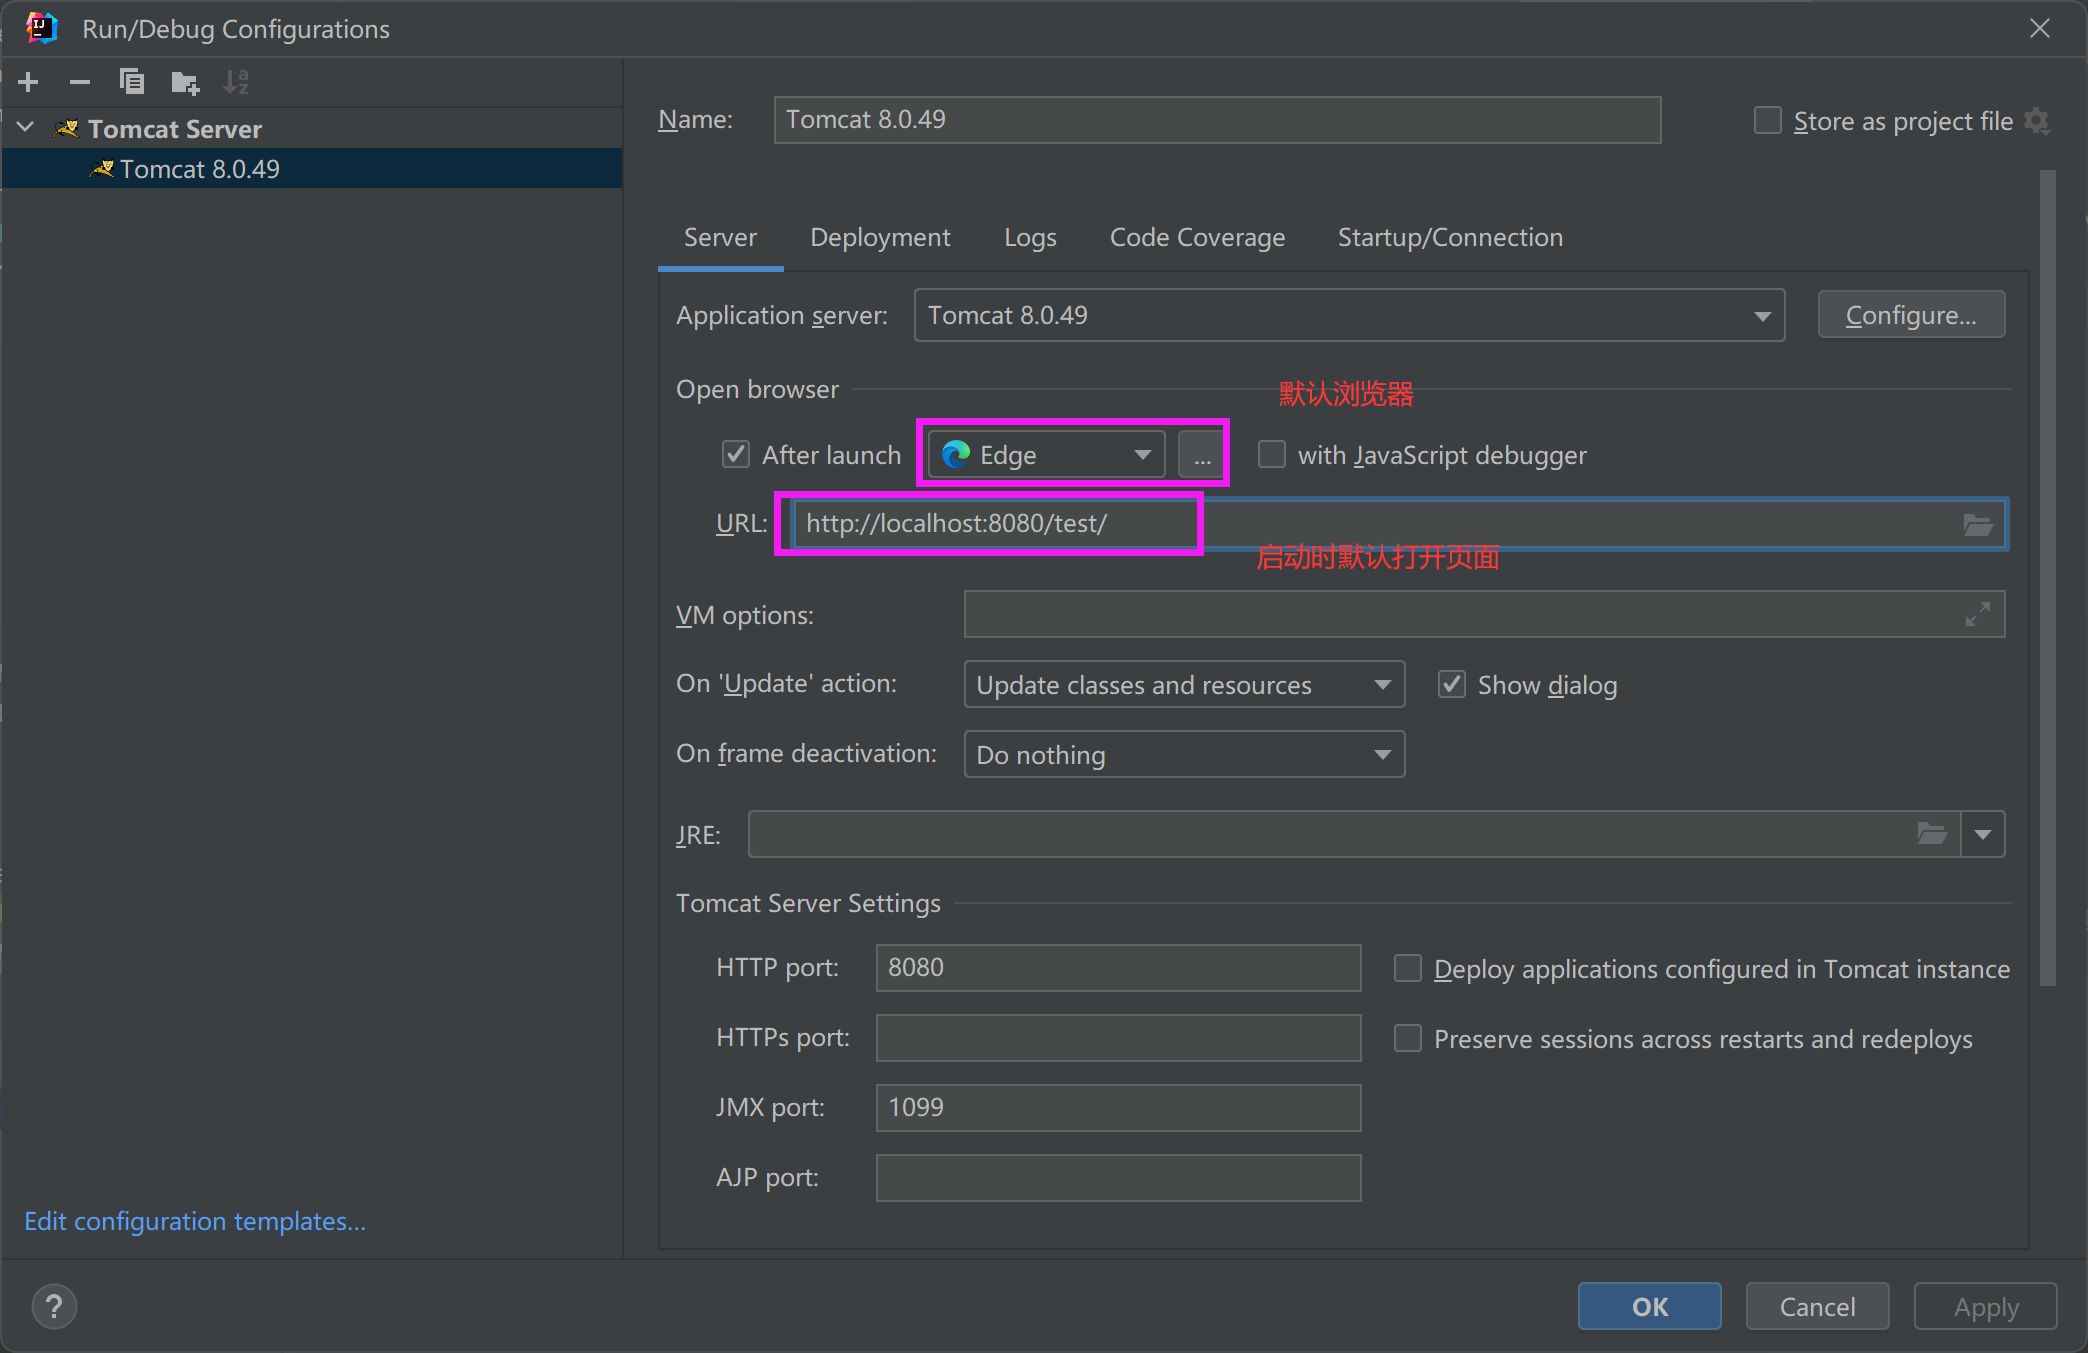 Run/Debug Configurations
Tomcat Server
Tomcat 8.0.49
Name: Tomcat 8.0.49 Store as project file
Server Deployment Logs Code Coverage Startup/Connection
Application server: Tomcat 8.0.49 Configure...
Open browser 默认浏览器
After launch Edge ... with JavaScript debugger
URL: http://localhost:8080/test/
启动时默认打开页面
VM options:
On 'Update' action: Update classes and resources Show dialog
On frame deactivation: Do nothing
JRE:
Tomcat Server Settings
HTTP port: 8080 Deploy applications configured in Tomcat instance
HTTPs port: Preserve sessions across restarts and redeploys
JMX port: 1099
AJP port:
Edit configuration templates...
? OK Cancel Apply